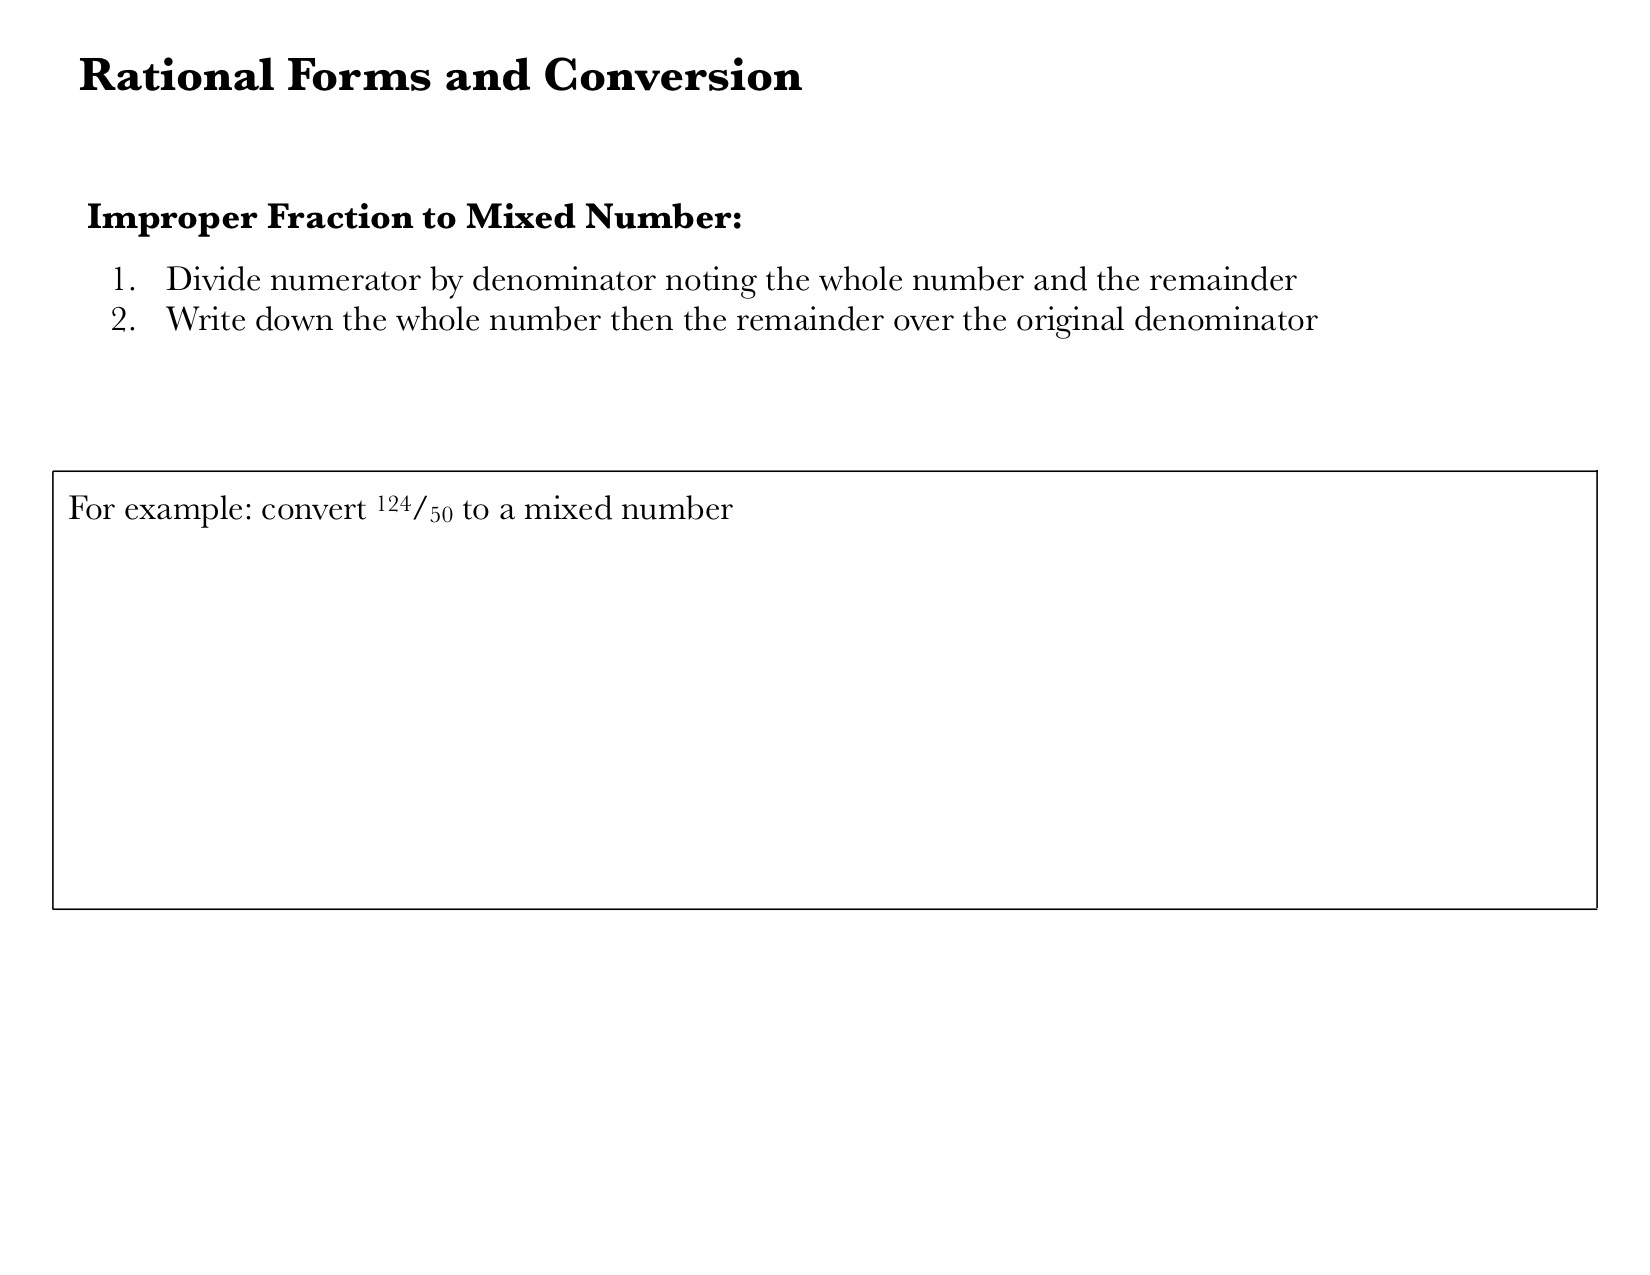 Rational Forms and Conversion
Improper Fraction to Mixed Number:
1. Divide numerator by denominator noting the whole number and the remainder
2. Write down the whole number then the remainder over the original denominator
For example: convert ¹²⁴/₅₀ to a mixed number